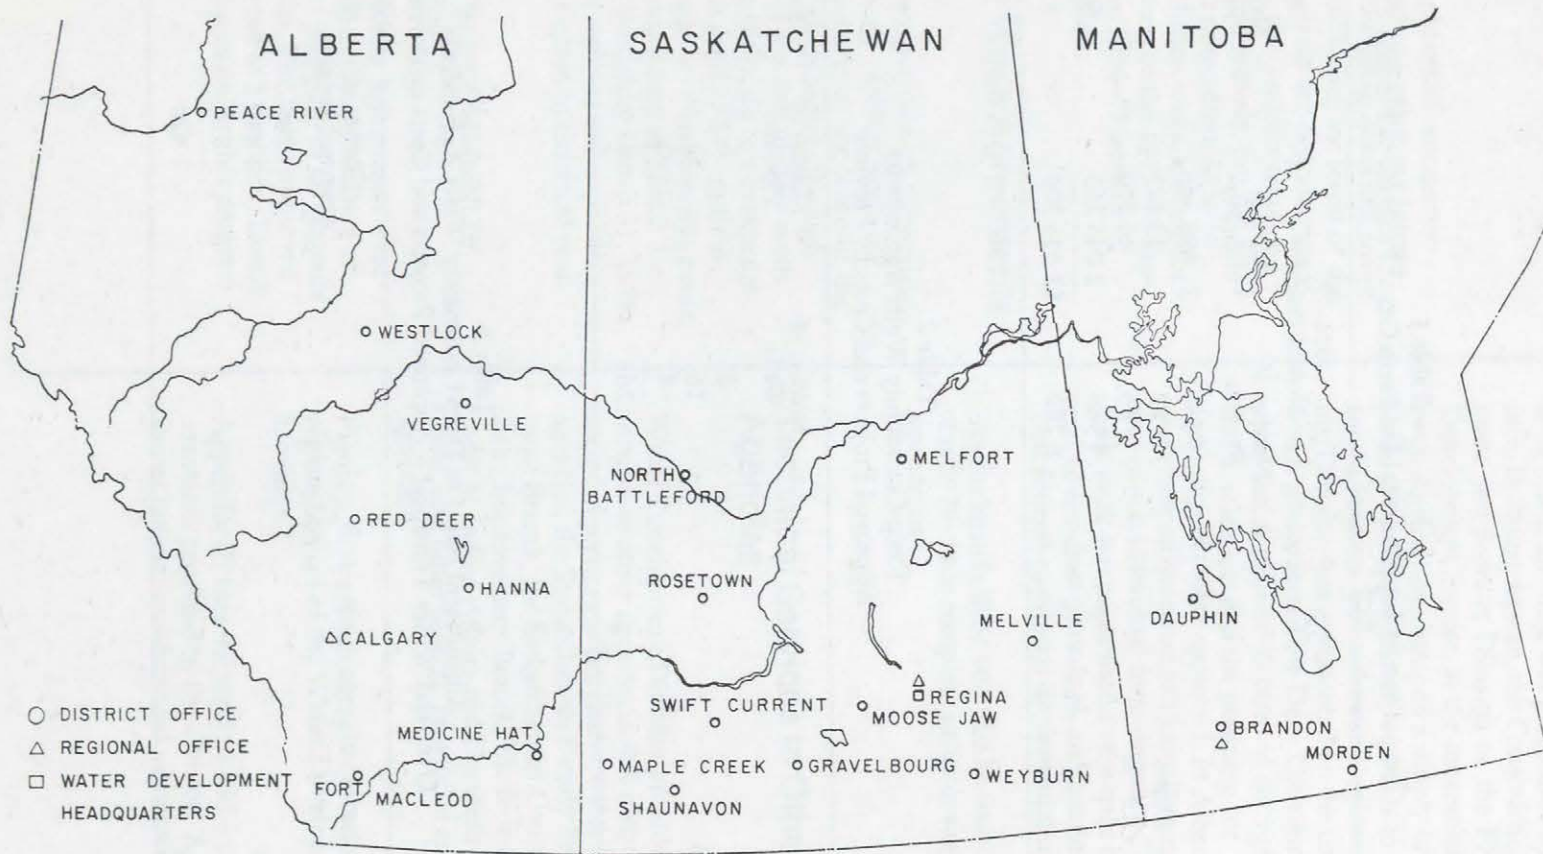 ALBERTA
SASKATCHEWAN
MANITOBA
PEACE RIVER
WESTLOCK
VEGREVILLE
NORTH
BATTLEFORD
MELFORT
RED DEER
HANNA
ROSETOWN
CALGARY
MELVILLE
DAUPHIN
SWIFT CURRENT
REGINA
MOOSE JAW
BRANDON
MEDICINE HAT
MORDEN
MAPLE CREEK
GRAVELBOURG
WEYBURN
FORT
MACLEOD
SHAUNAVON
DISTRICT OFFICE
REGIONAL OFFICE
WATER DEVELOPMENT
HEADQUARTERS